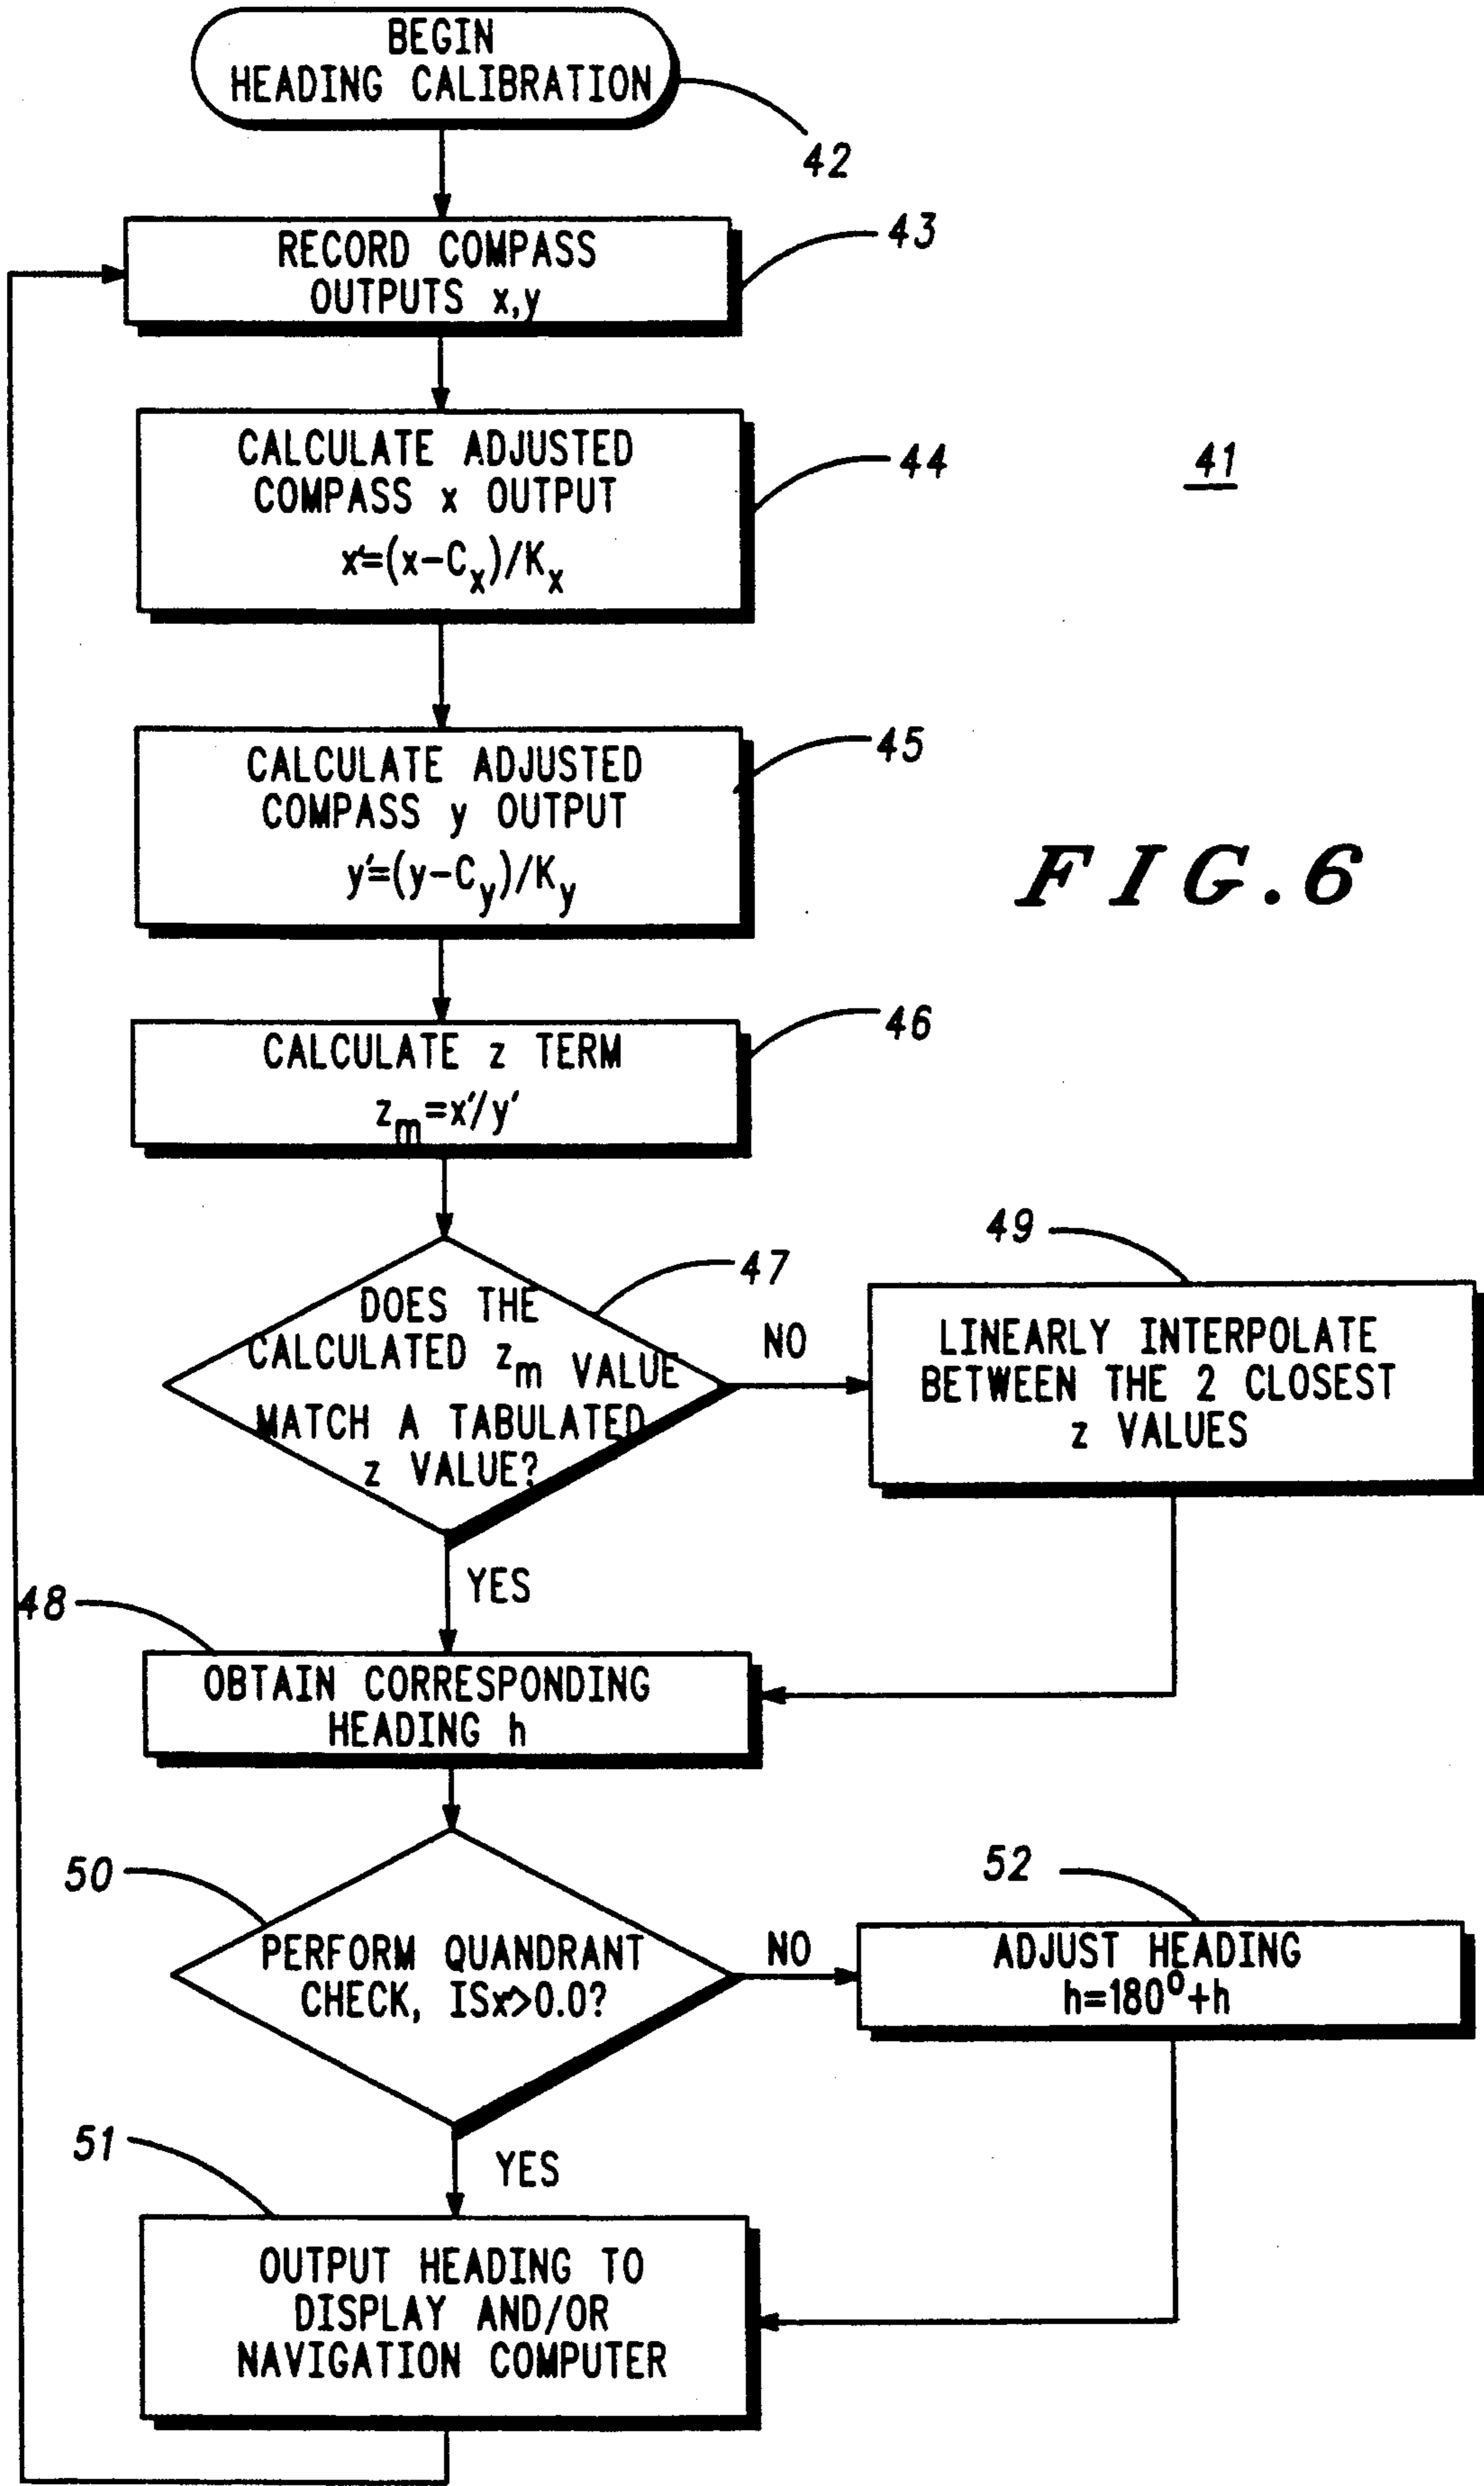 BEGIN
HEADING CALIBRATION
42
RECORD COMPASS
OUTPUTS x,y
43
CALCULATE ADJUSTED
COMPASS x OUTPUT
x'=(x-Cx)/Kx
44
41
CALCULATE ADJUSTED
COMPASS y OUTPUT
y'=(y-Cy)/Ky
45
FIG.6
CALCULATE z TERM
zm=x'/y'
46
DOES THE
CALCULATED zm VALUE
MATCH A TABULATED
z VALUE?
47
NO
49
LINEARLY INTERPOLATE
BETWEEN THE 2 CLOSEST
z VALUES
YES
48
OBTAIN CORRESPONDING
HEADING h
50
PERFORM QUANDRANT
CHECK, ISx'>0.0?
NO
52
ADJUST HEADING
h=180°+h
YES
51
OUTPUT HEADING TO
DISPLAY AND/OR
NAVIGATION COMPUTER